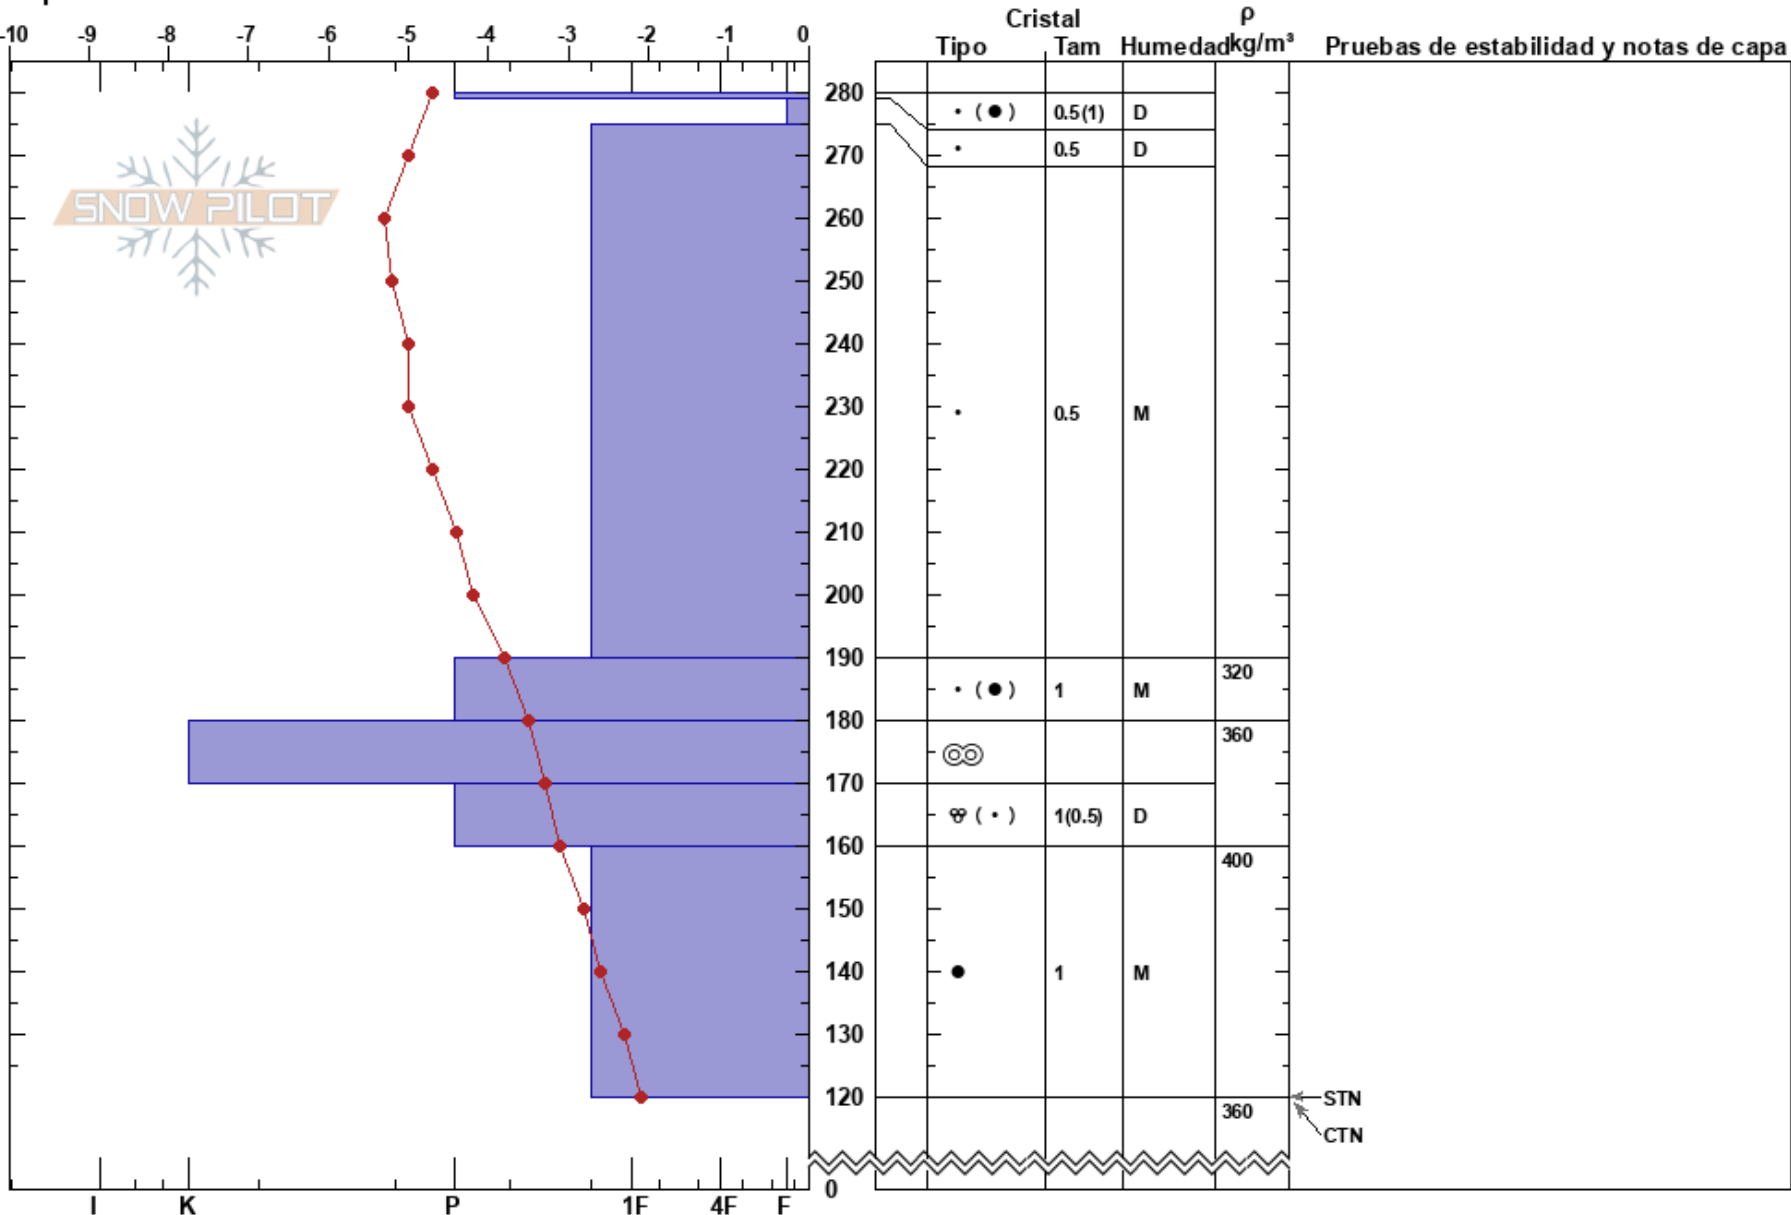 Cristal ρ
-10 -9 -8 -7 -6 -5 -4 -3 -2 -1 0 Tipo Tam Humedad kg/m³ Pruebas de estabilidad y notas de capa
280
( ) 0.5(1) D
270 0.5 D
SNOW PILOT
260
250
240
230 0.5 M
220
210
200
190
320
( ) 1 M
180
360
170
( ) 1(0.5) D
160
400
150
140 1 M
130
120 STN
360
CTN
0
I K P 1F 4F F